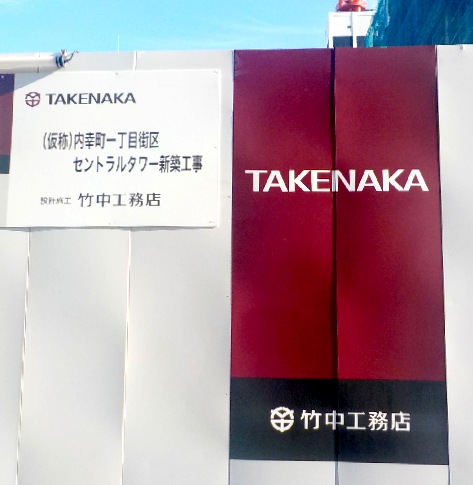 TAKENAKA
(仮称)内幸町一丁目街区
セントラルタワー新築工事
設計施工 竹中工務店
TAKENAKA
竹中工務店